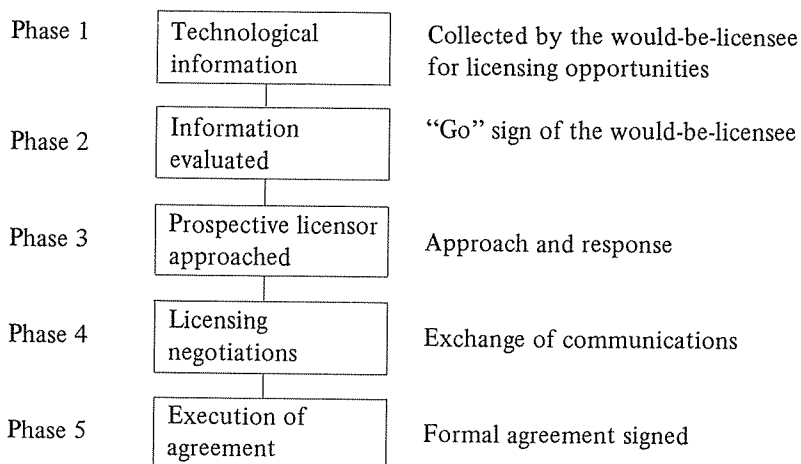 Phase 1
Technological
information
Collected by the would-be-licensee
for licensing opportunities
Phase 2
Information
evaluated
“Go” sign of the would-be-licensee
Phase 3
Prospective licensor
approached
Approach and response
Phase 4
Licensing
negotiations
Exchange of communications
Phase 5
Execution of
agreement
Formal agreement signed